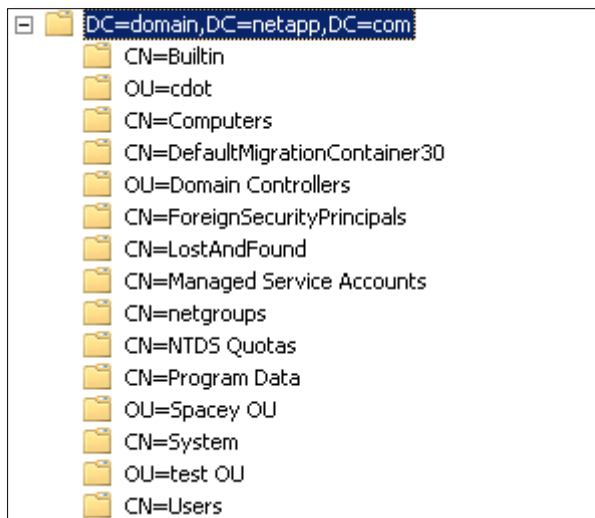 DC=domain,DC=netapp,DC=com
CN=Builtin
OU=cdot
CN=Computers
CN=DefaultMigrationContainer30
OU=Domain Controllers
CN=ForeignSecurityPrincipals
CN=LostAndFound
CN=Managed Service Accounts
CN=netgroups
CN=NTDS Quotas
CN=Program Data
OU=Spacey OU
CN=System
OU=test OU
CN=Users